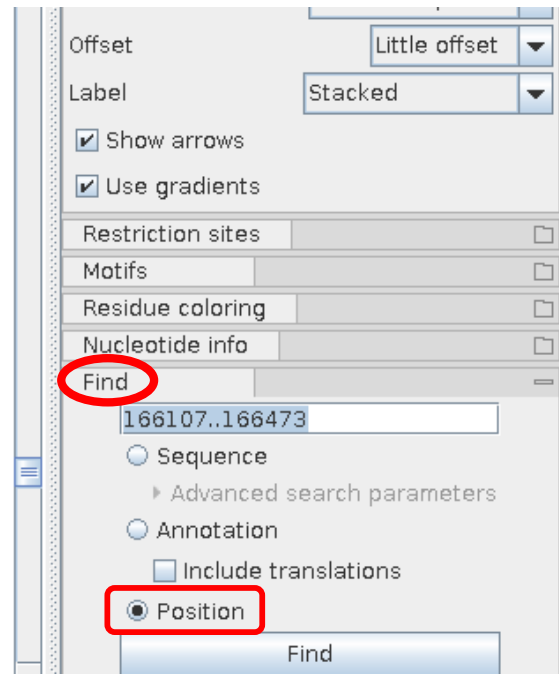 Offset Little offset
Label Stacked
Show arrows
Use gradients
Restriction sites
Motifs
Residue coloring
Nucleotide info
Find
166107..166473
Sequence
Advanced search parameters
Annotation
Include translations
Position
Find